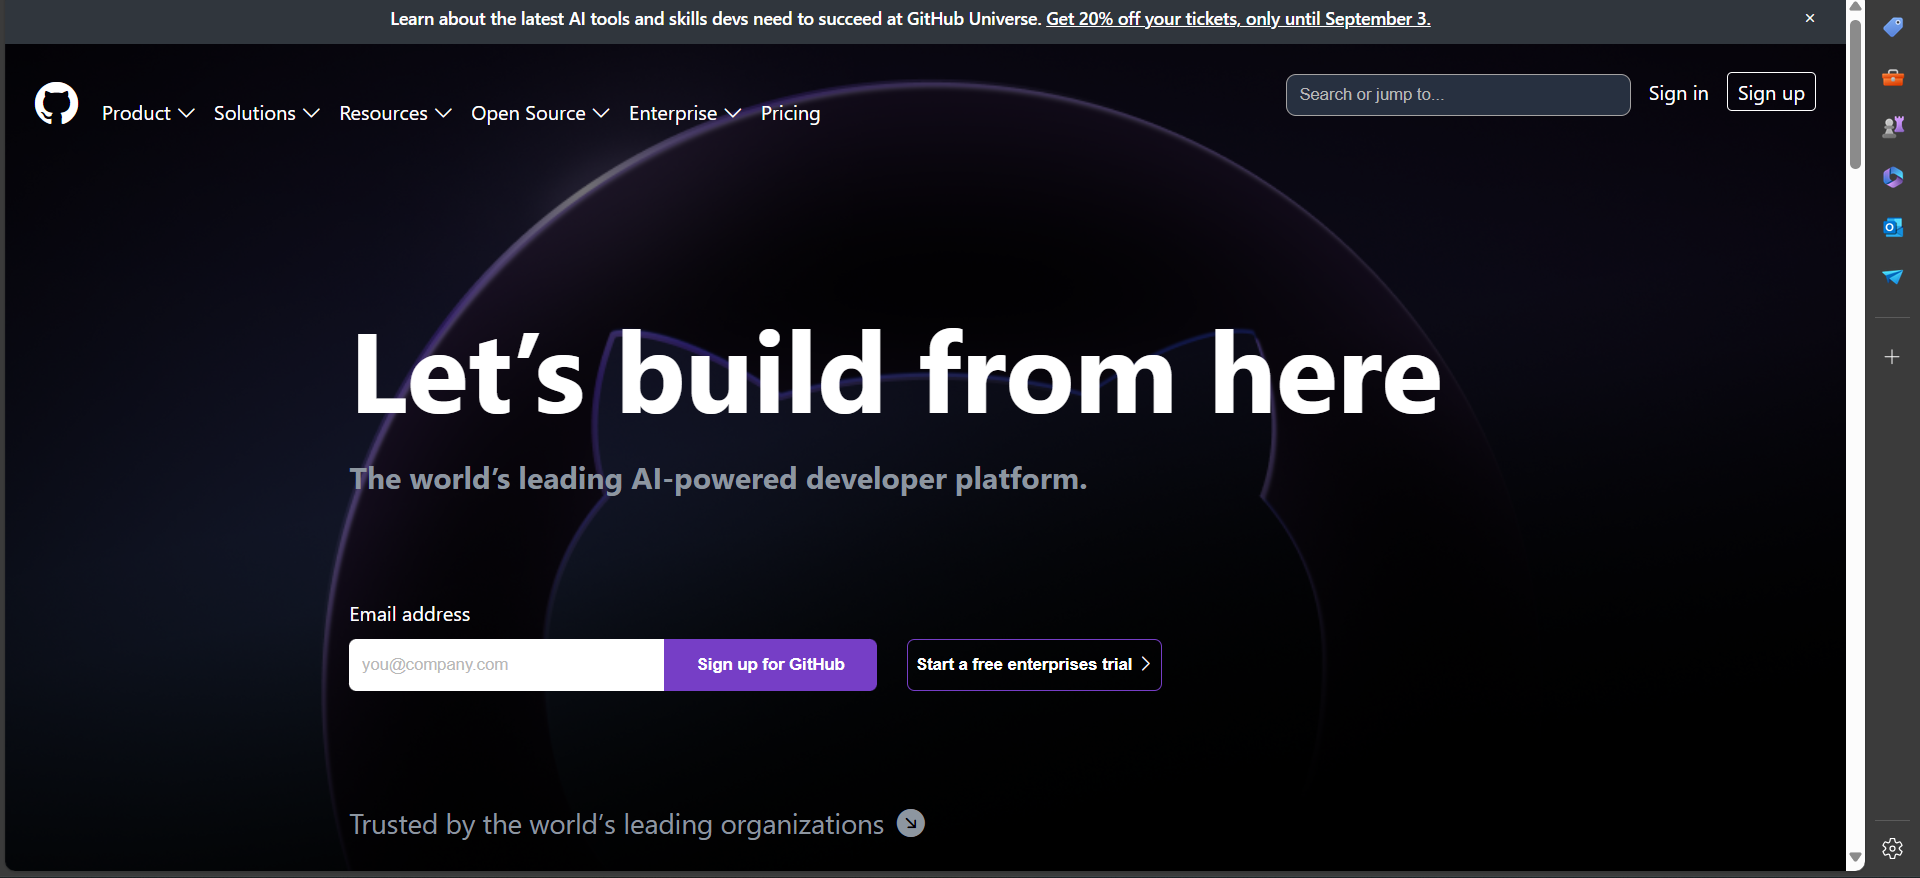 Learn about the latest AI tools and skills devs need to succeed at GitHub Universe. Get 20% off your tickets, only until September 3.
Product Solutions Resources Open Source Enterprise Pricing
Search or jump to...
Sign in
Sign up
Let’s build from here
The world’s leading AI-powered developer platform.
Email address
you@company.com
Sign up for GitHub
Start a free enterprises trial
Trusted by the world’s leading organizations